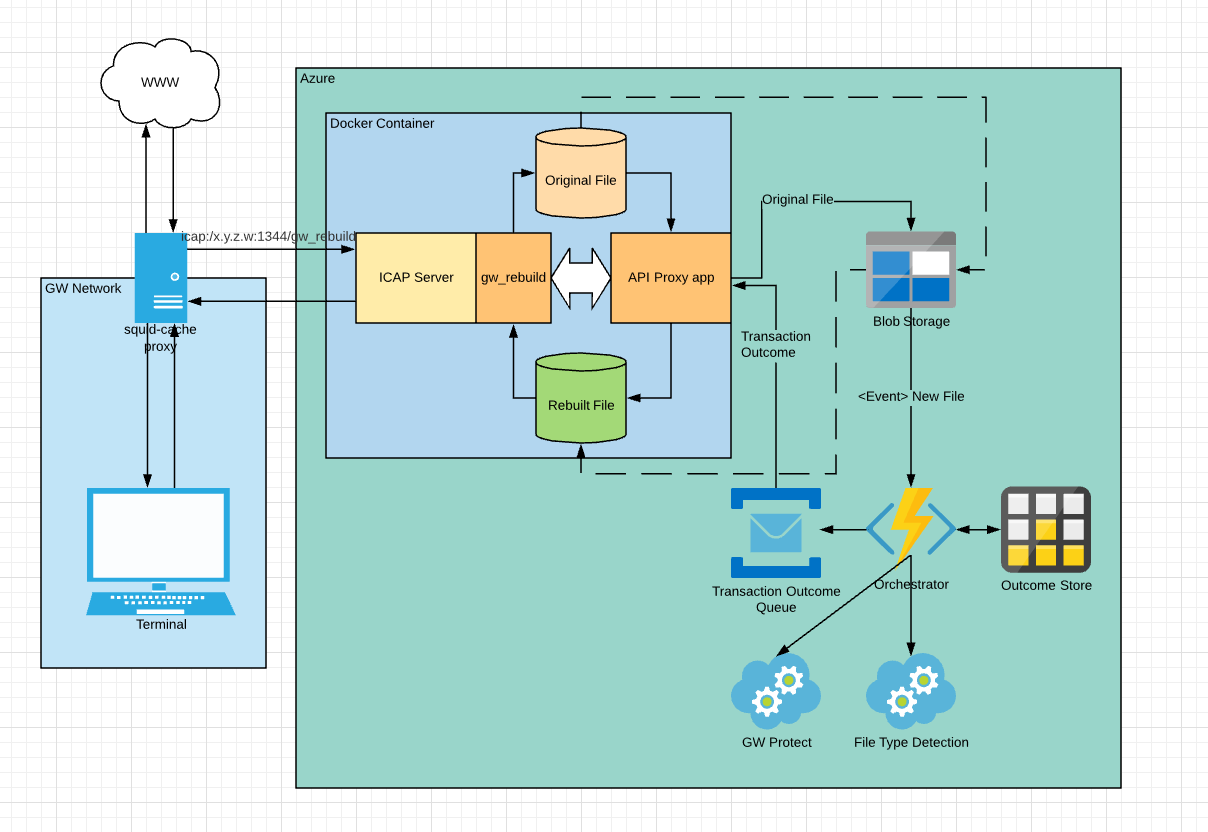 WWW
Azure
Docker Container
Original File
Original File
icap:/x.y.z.w:1344/gw_rebuild
ICAP Server
gw_rebuild
API Proxy app
GW Network
squid-cache
proxy
Blob Storage
Transaction
Outcome
<Event> New File
Rebuilt File
Transaction Outcome
Queue
Orchestrator
Outcome Store
Terminal
GW Protect
File Type Detection